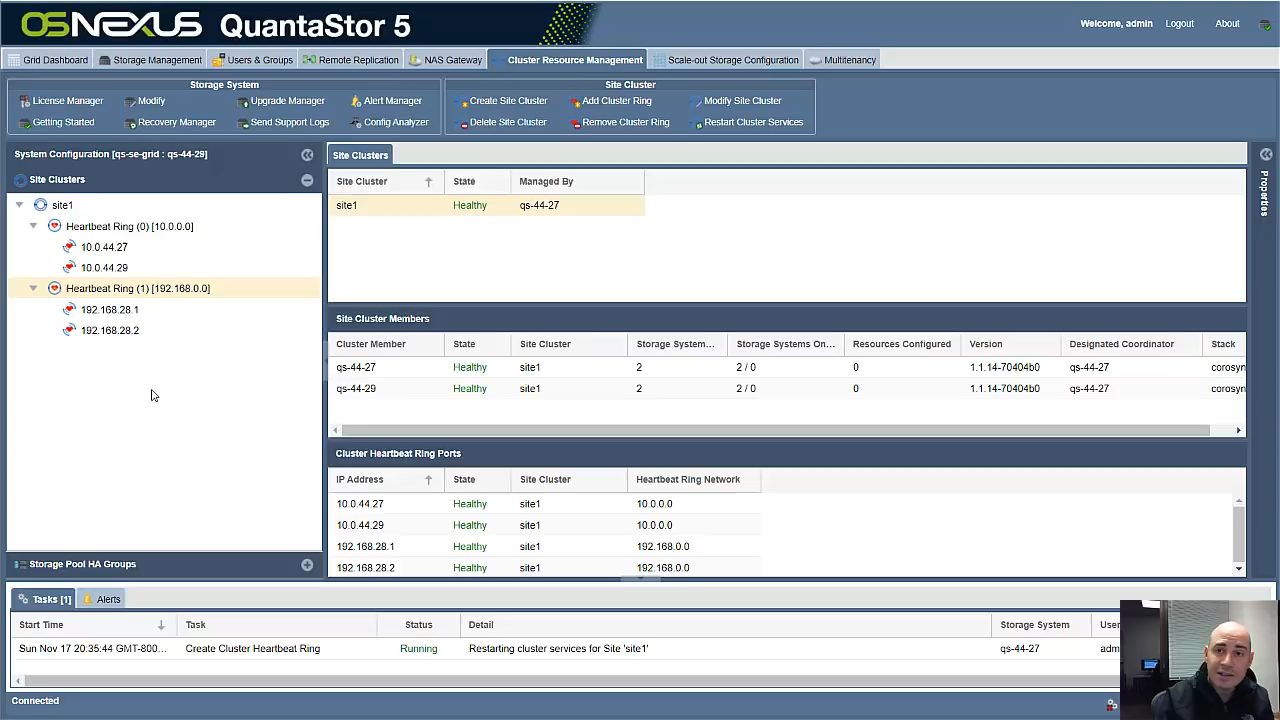 OSNEXUS QuantaStor 5
Welcome, admin Logout About
Grid Dashboard Storage Management Users & Groups Remote Replication NAS Gateway Cluster Resource Management Scale-out Storage Configuration Multitenancy
Storage System Site Cluster
License Manager Modify Upgrade Manager Alert Manager Create Site Cluster Add Cluster Ring Modify Site Cluster
Getting Started Recovery Manager Send Support Logs Config Analyzer Delete Site Cluster Remove Cluster Ring Restart Cluster Services
System Configuration [qs-se-grid : qs-44-29]
Site Clusters
site1
Heartbeat Ring (0) [10.0.0.0]
10.0.44.27
10.0.44.29
Heartbeat Ring (1) [192.168.0.0]
192.168.28.1
192.168.28.2
Storage Pool HA Groups
Site Clusters
Site Cluster State Managed By
site1 Healthy qs-44-27
Site Cluster Members
Cluster Member State Site Cluster Storage System... Storage Systems On... Resources Configured Version Designated Coordinator Stack
qs-44-27 Healthy site1 2 2 / 0 0 1.1.14-70404b0 qs-44-27 corosyn
qs-44-29 Healthy site1 2 2 / 0 0 1.1.14-70404b0 qs-44-27 corosyn
Cluster Heartbeat Ring Ports
IP Address State Site Cluster Heartbeat Ring Network
10.0.44.27 Healthy site1 10.0.0.0
10.0.44.29 Healthy site1 10.0.0.0
192.168.28.1 Healthy site1 192.168.0.0
192.168.28.2 Healthy site1 192.168.0.0
Properties
Tasks [1] Alerts
Start Time Task Status Detail Storage System User
Sun Nov 17 20:35:44 GMT-800... Create Cluster Heartbeat Ring Running Restarting cluster services for Site 'site1' qs-44-27 adm
Connected